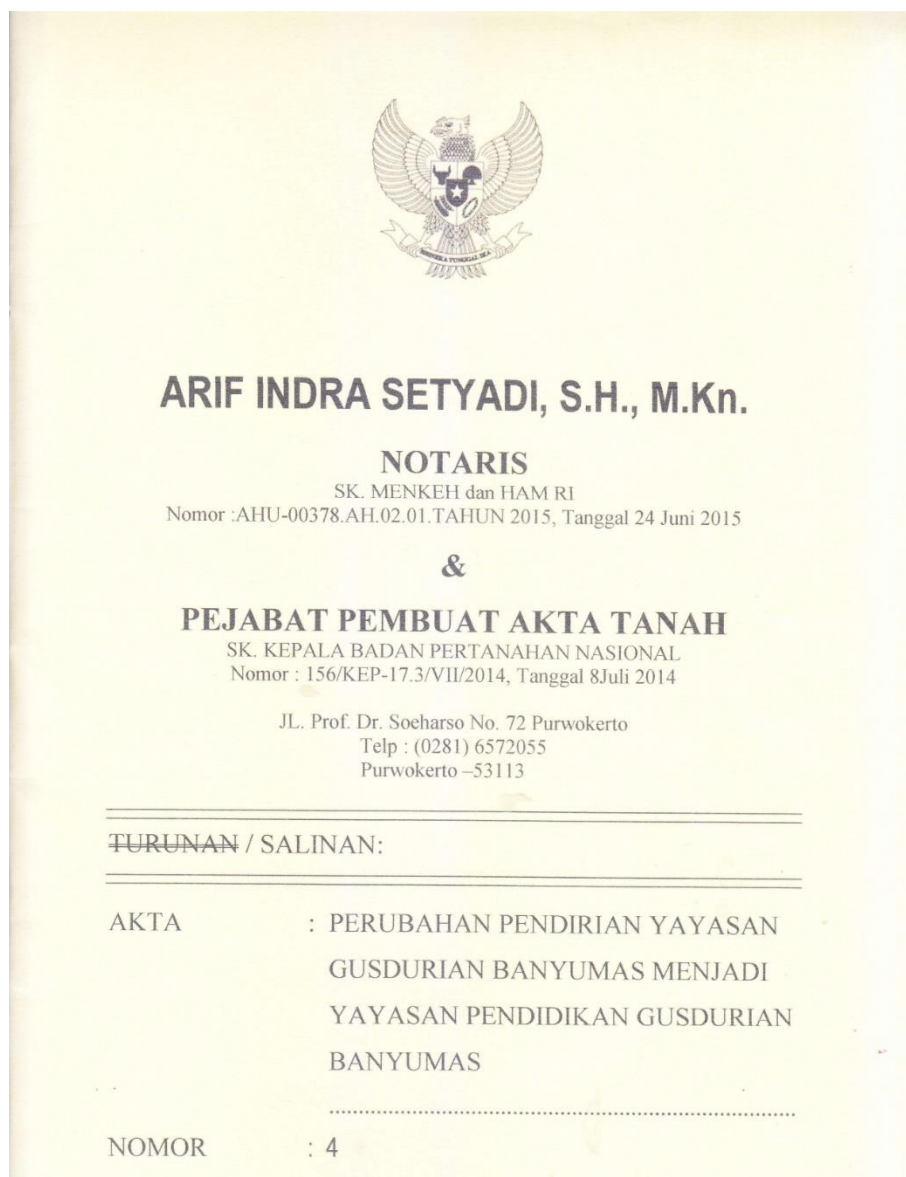 BHINNEKA TUNGGAL IKA
ARIF INDRA SETYADI, S.H., M.Kn.
NOTARIS
SK. MENKEH dan HAM RI
Nomor :AHU-00378.AH.02.01.TAHUN 2015, Tanggal 24 Juni 2015
&
PEJABAT PEMBUAT AKTA TANAH
SK. KEPALA BADAN PERTANAHAN NASIONAL
Nomor : 156/KEP-17.3/VII/2014, Tanggal 8Juli 2014
JL. Prof. Dr. Soeharso No. 72 Purwokerto
Telp : (0281) 6572055
Purwokerto –53113
TURUNAN / SALINAN:
AKTA : PERUBAHAN PENDIRIAN YAYASAN
GUSDURIAN BANYUMAS MENJADI
YAYASAN PENDIDIKAN GUSDURIAN
BANYUMAS
NOMOR : 4